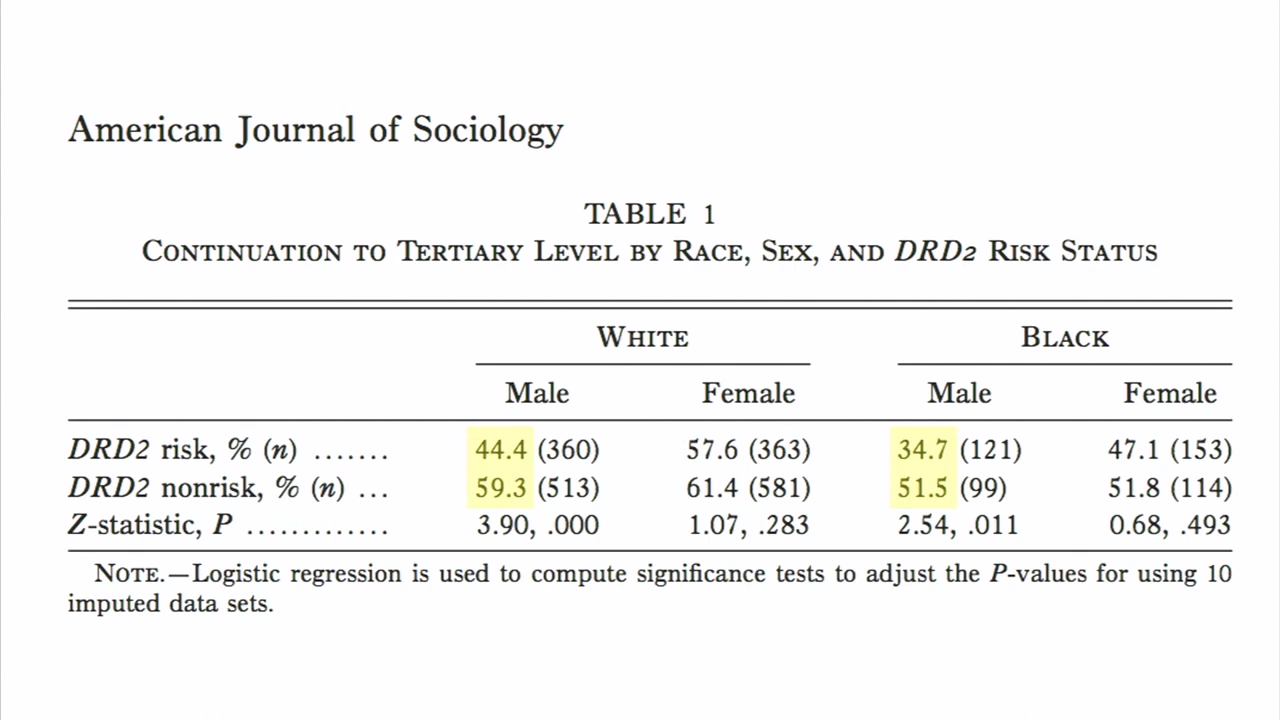 American Journal of Sociology
TABLE 1
Continuation to Tertiary Level by Race, Sex, and DRD2 Risk Status
White Black
Male Female Male Female
DRD2 risk, % (n) ....... 44.4 (360) 57.6 (363) 34.7 (121) 47.1 (153)
DRD2 nonrisk, % (n) ... 59.3 (513) 61.4 (581) 51.5 (99) 51.8 (114)
Z-statistic, P ............. 3.90, .000 1.07, .283 2.54, .011 0.68, .493
Note.—Logistic regression is used to compute significance tests to adjust the P-values for using 10
imputed data sets.